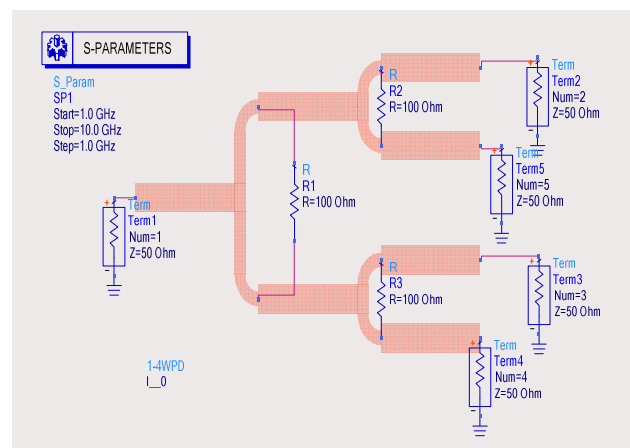 S-PARAMETERS
S_Param
SP1
Start=1.0 GHz
Stop=10.0 GHz
Step=1.0 GHz
R
R2
R=100 Ohm
Term
Term2
Num=2
Z=50 Ohm
Term
Term5
Num=5
Z=50 Ohm
R
R1
R=100 Ohm
Term
Term1
Num=1
Z=50 Ohm
R
R3
R=100 Ohm
Term
Term3
Num=3
Z=50 Ohm
Term
Term4
Num=4
Z=50 Ohm
1-4WPD
I__0